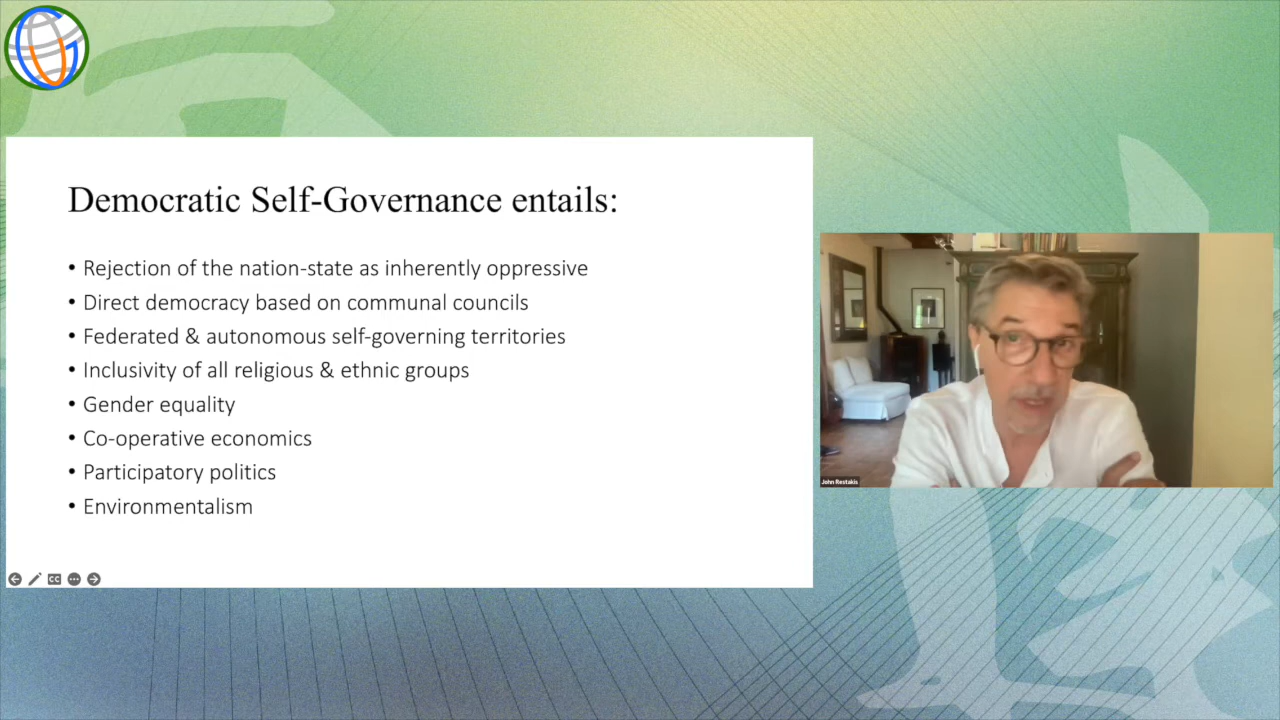 Democratic Self-Governance entails:
• Rejection of the nation-state as inherently oppressive
• Direct democracy based on communal councils
• Federated & autonomous self-governing territories
• Inclusivity of all religious & ethnic groups
• Gender equality
• Co-operative economics
• Participatory politics
• Environmentalism
CC
John Restakis